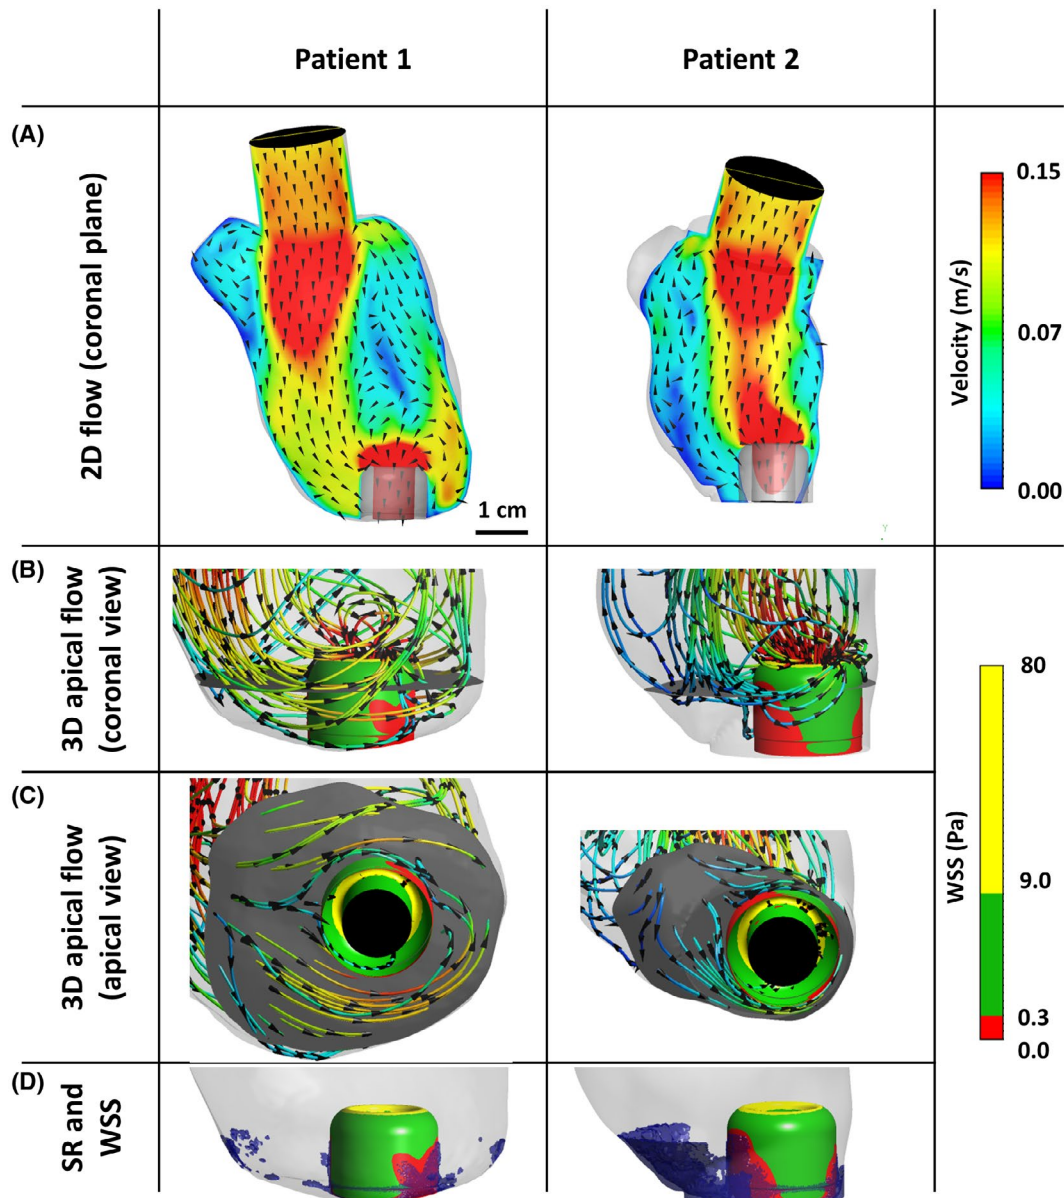 Patient 1
Patient 2
(A)
2D flow (coronal plane)
1 cm
Y
Velocity (m/s)
0.15
0.07
0.00
(B)
3D apical flow
(coronal view)
(C)
3D apical flow
(apical view)
(D)
SR and
WSS
WSS (Pa)
80
9.0
0.3
0.0